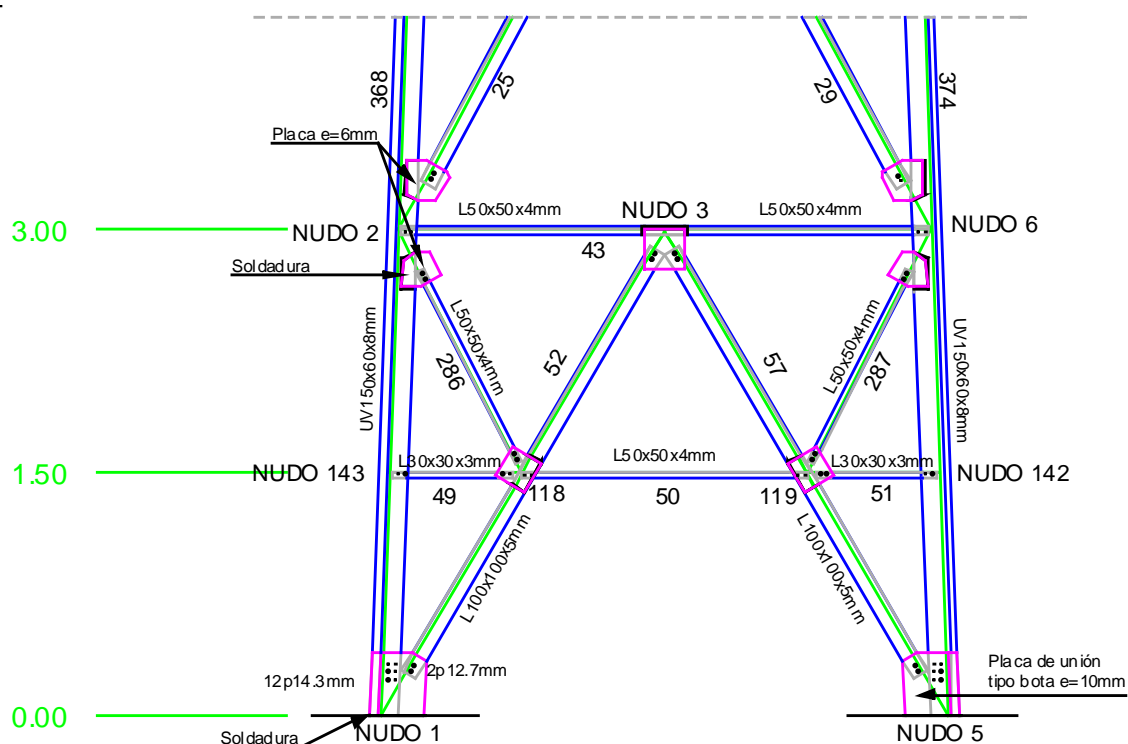 368
25
29
374
Placa e=6mm
L50x50x4mm
NUDO 3
L50x50x4mm
3.00
NUDO 2
NUDO 6
43
Soldadura
UV150x60x8mm
L50x50x4mm
286
52
57
L50x50x4mm
287
UV150x60x8mm
1.50
NUDO 143
L30x30x3mm
L50x50x4mm
L30x30x3mm
NUDO 142
49
118
50
119
51
L100x100x5mm
L100x100x5mm
12p14.3mm
2p12.7mm
Placa de unión
tipo bota e=10mm
0.00
Soldadura
NUDO 1
NUDO 5